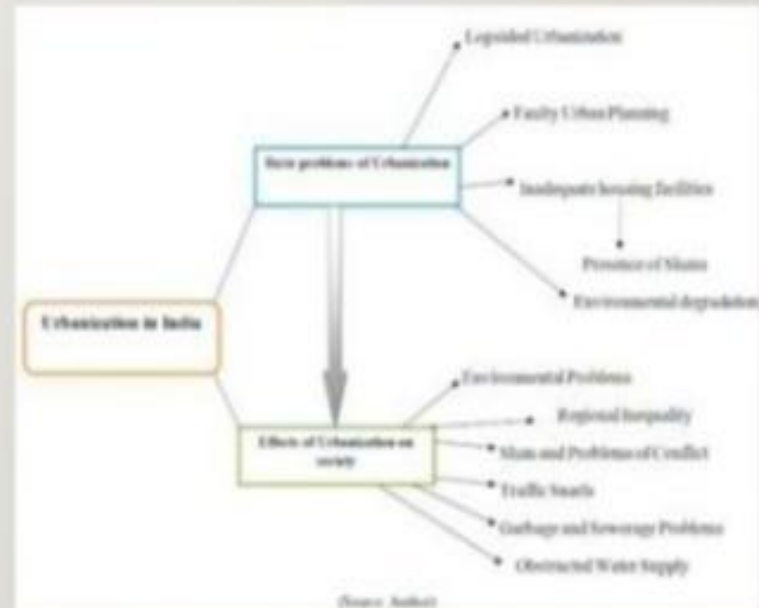 Lopsided Urbanization
Faulty Urban Planning
Basic problems of Urbanization
Inadequate housing facilities
Presence of Slums
Environmental degradation
Urbanization in India
Environmental Problems
Regional Inequality
Effects of Urbanization on
society
Slum and Problems of Conflict
Traffic Snarls
Garbage and Sewerage Problems
Obstructed Water Supply
(Source: Author)